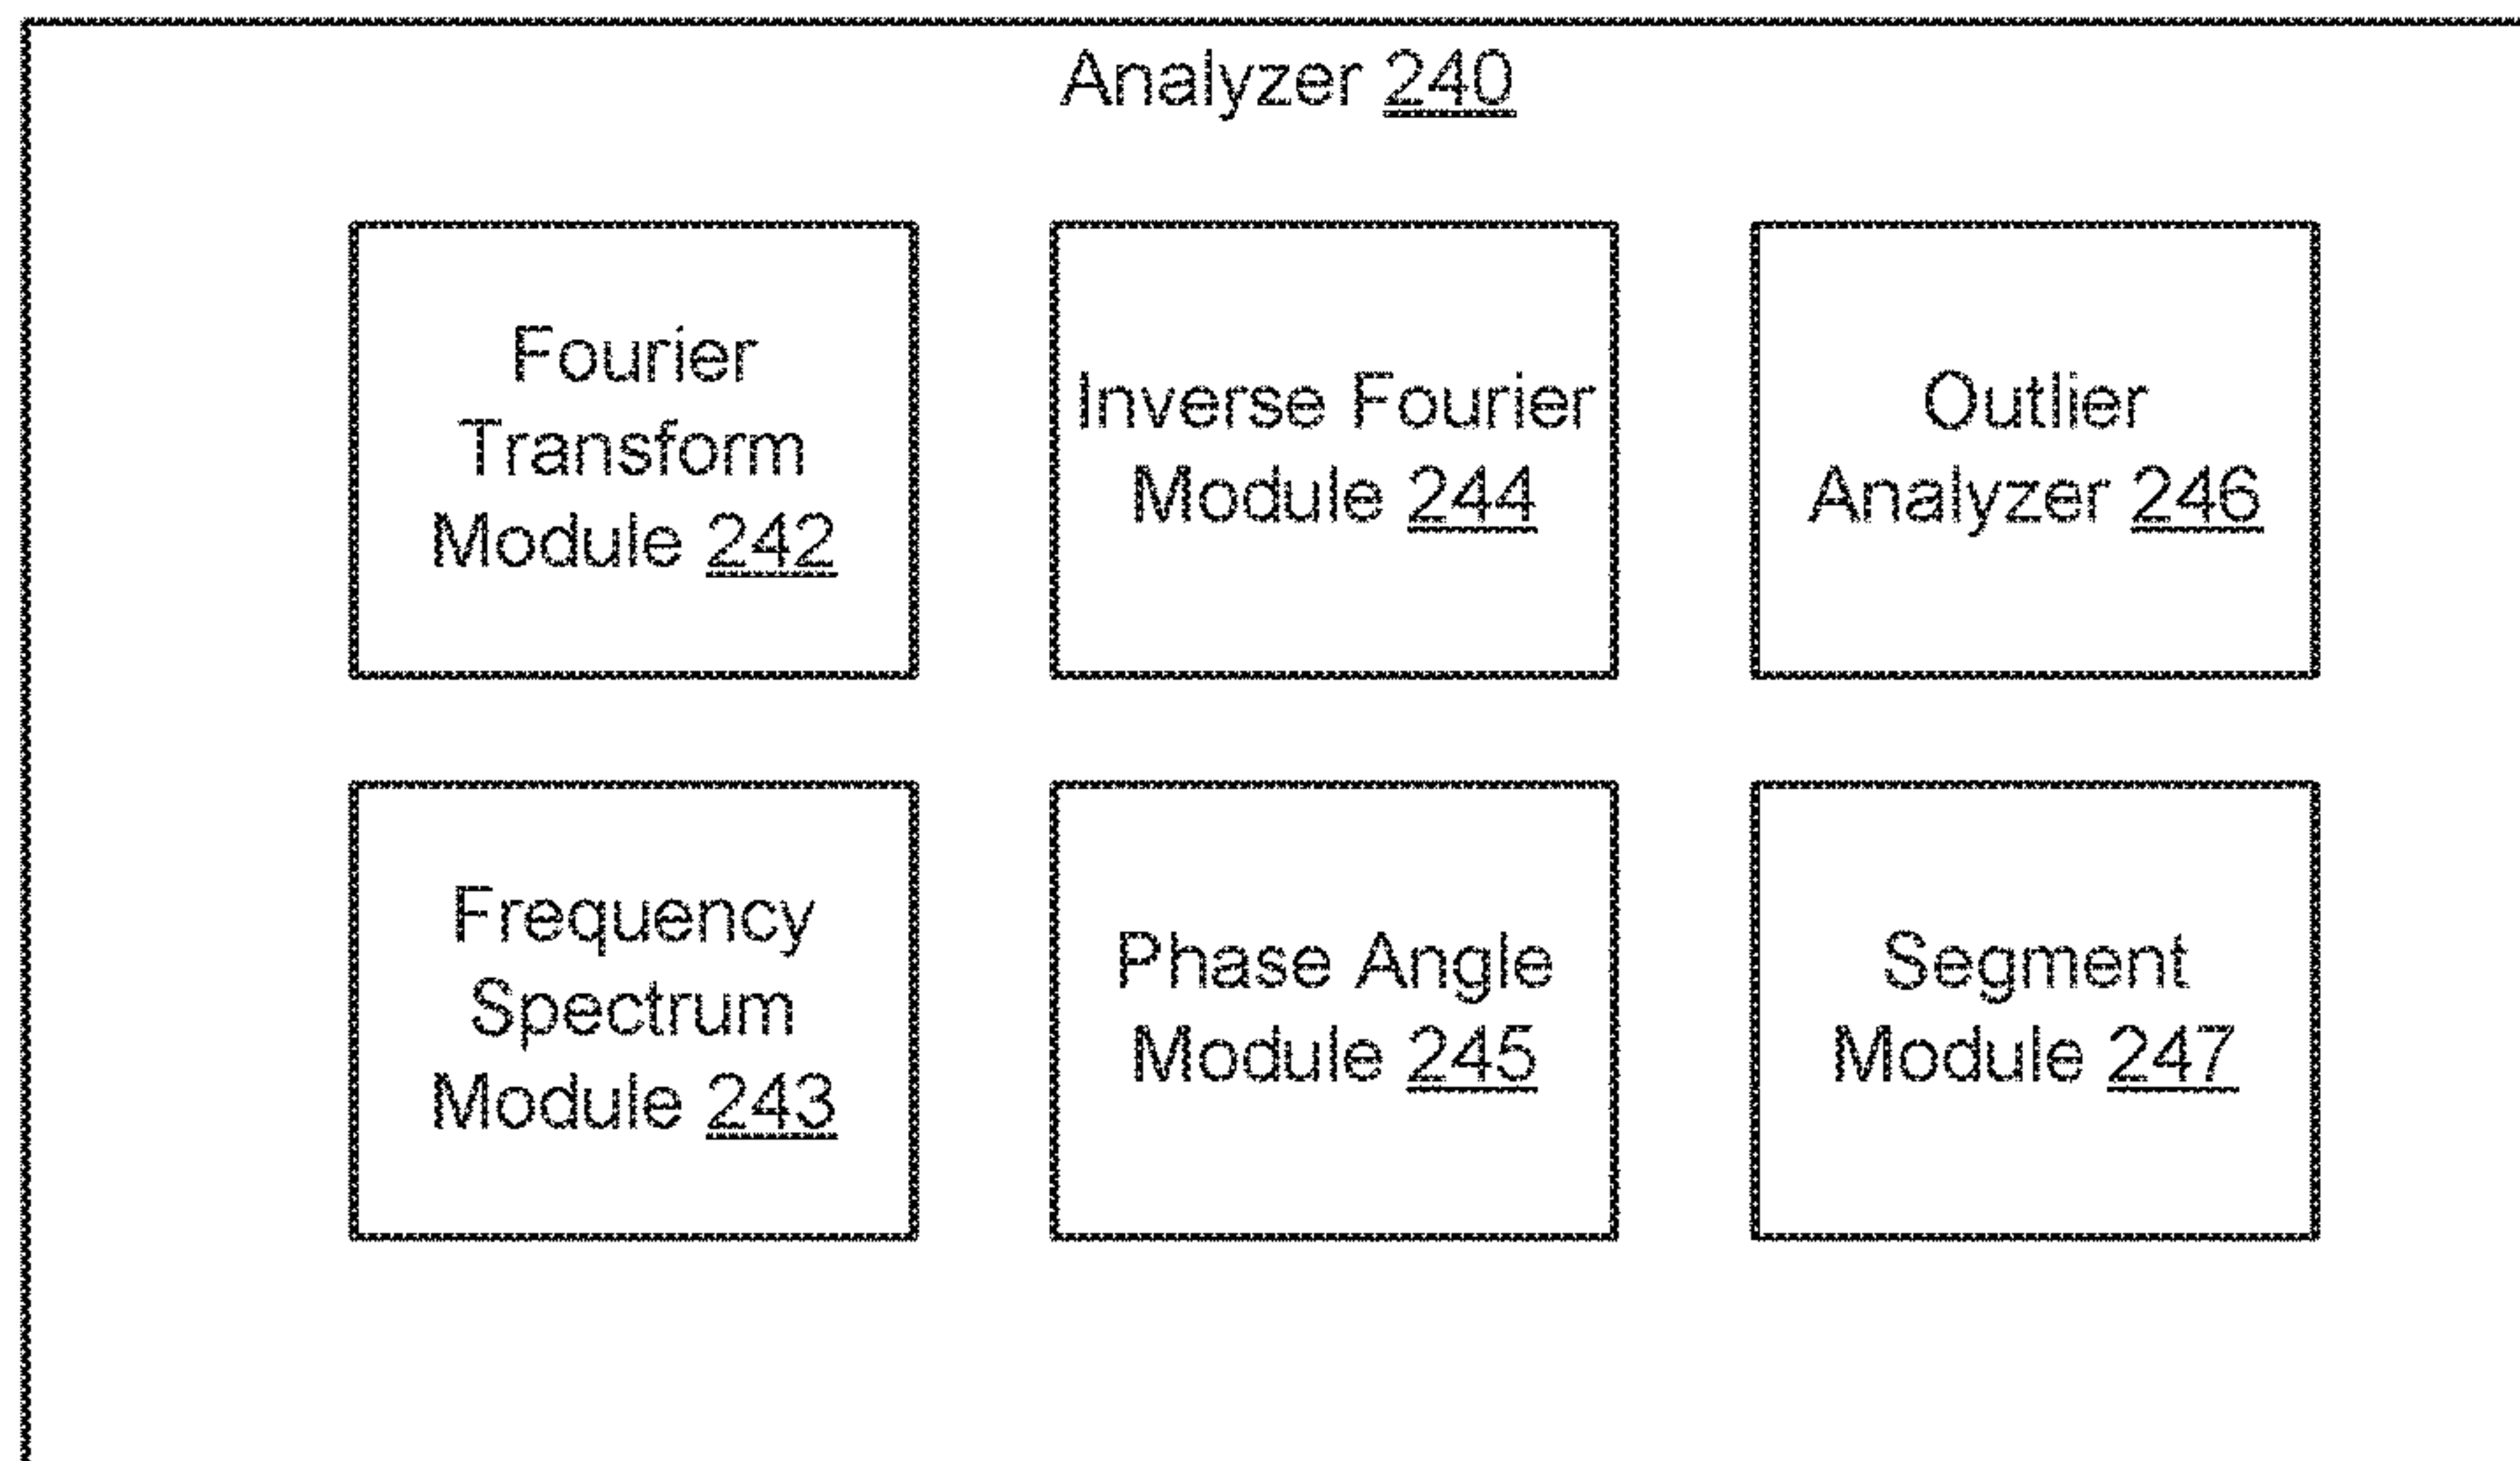 Analyzer 240
Fourier
Transform
Module 242
Inverse Fourier
Module 244
Outlier
Analyzer 246
Frequency
Spectrum
Module 243
Phase Angle
Module 245
Segment
Module 247